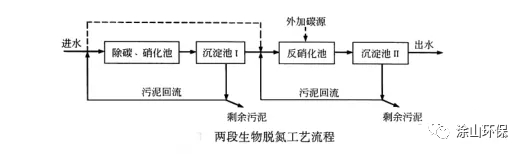 外加碳源
进水
除碳、硝化池
沉淀池 I
反硝化池
沉淀池 II
出水
污泥回流
污泥回流
剩余污泥
剩余污泥
两段生物脱氮工艺流程
涂山环保